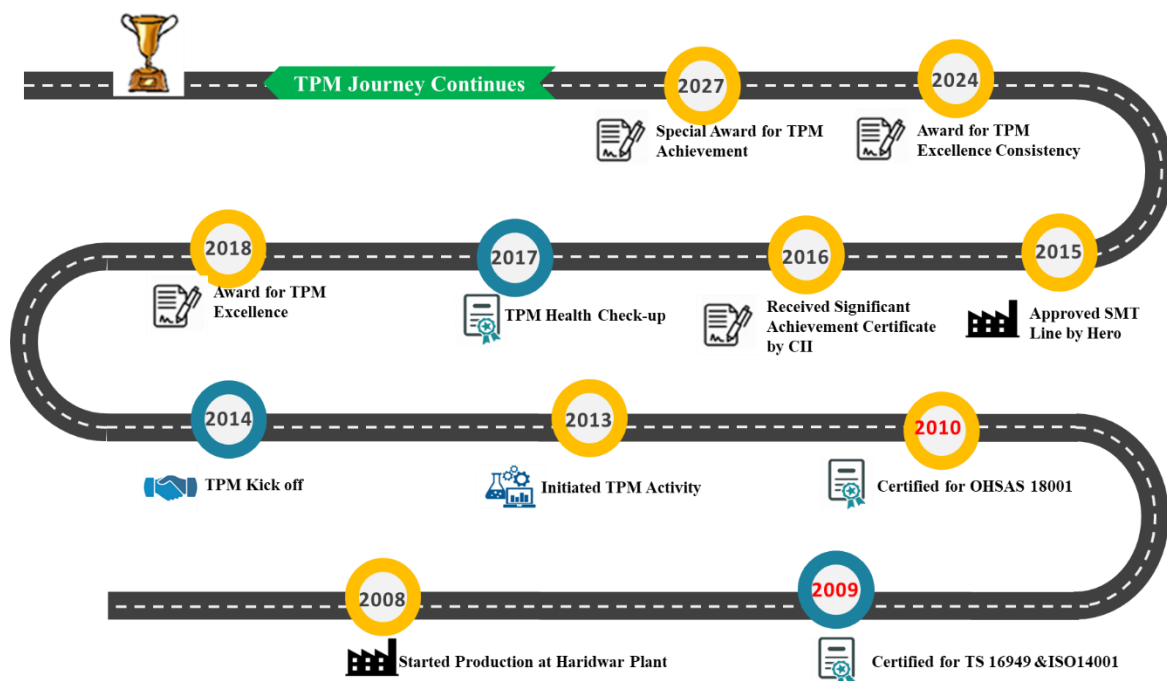 TPM Journey Continues
2027
2024
Special Award for TPM
Achievement
Award for TPM
Excellence Consistency
2018
2017
2016
2015
Award for TPM
Excellence
TPM Health Check-up
Received Significant
Achievement Certificate
by CII
Approved SMT
Line by Hero
2014
2013
2010
TPM Kick off
Initiated TPM Activity
Certified for OHSAS 18001
2008
2009
Started Production at Haridwar Plant
Certified for TS 16949 &ISO14001